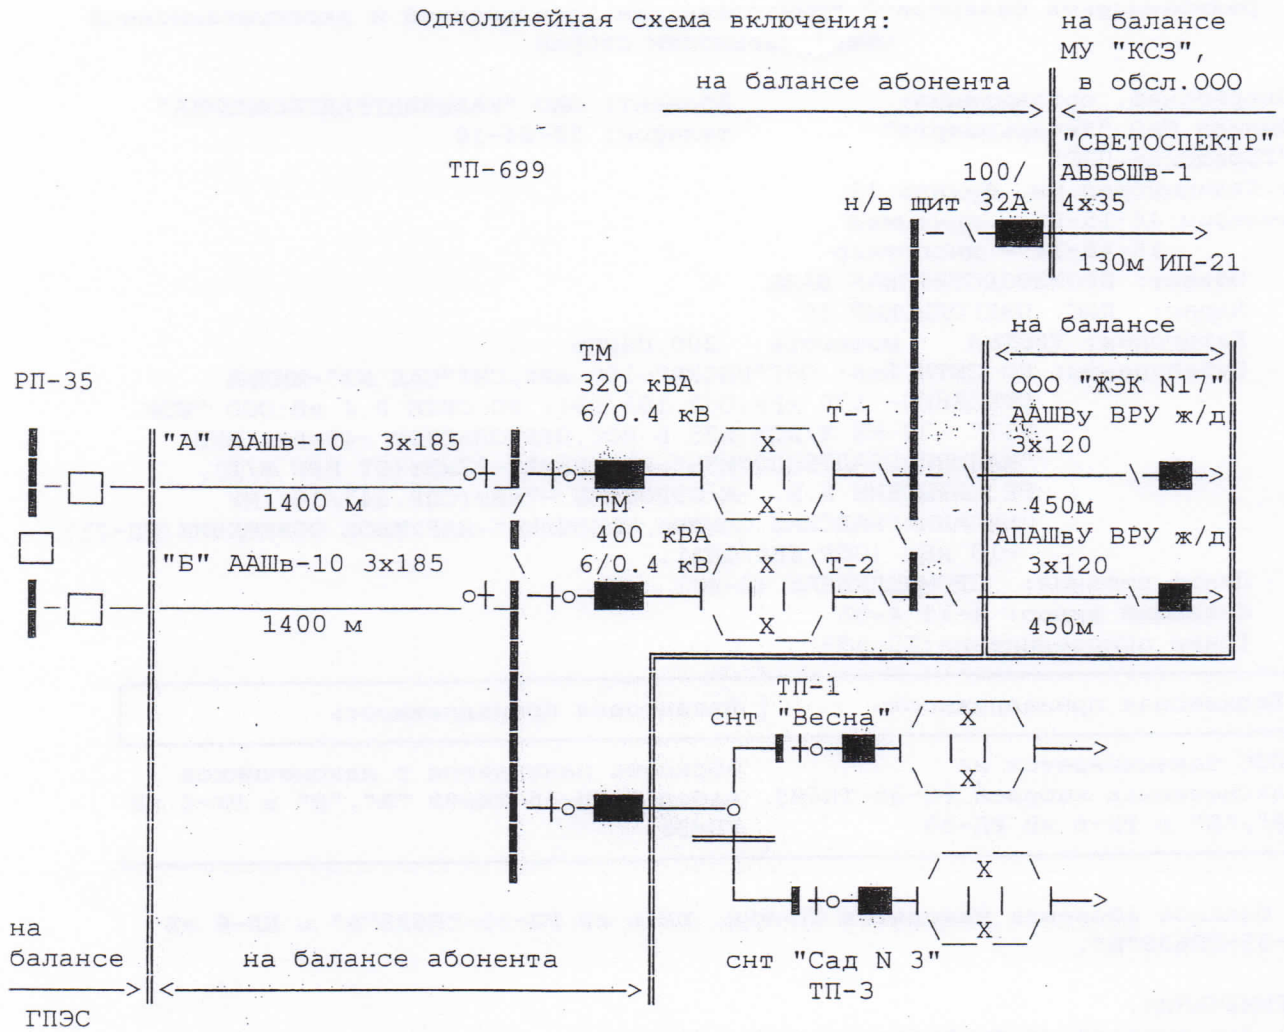 Однолинейная схема включения:
на балансе
МУ "КСЗ",
в обсл.ООО
"СВЕТОСПЕКТР"
на балансе абонента
ТП-699
100/
н/в щит 32А
АВБбШв-1
4х35
130м ИП-21
на балансе
ООО "ЖЭК N17"
РП-35
ТМ
320 кВА
6/0.4 кВ
Т-1
ААШВу ВРУ ж/д
3х120
"А" ААШв-10 3х185
X
1400 м
X
450м
ТМ
400 кВА
6/0.4 кВ
X
Т-2
АПАШвУ ВРУ ж/д
3х120
"Б" ААШв-10 3х185
1400 м
X
450м
ТП-1
снт "Весна"
X
X
X
X
снт "Сад N 3"
ТП-3
на
балансе
ГПЭС
на балансе абонента